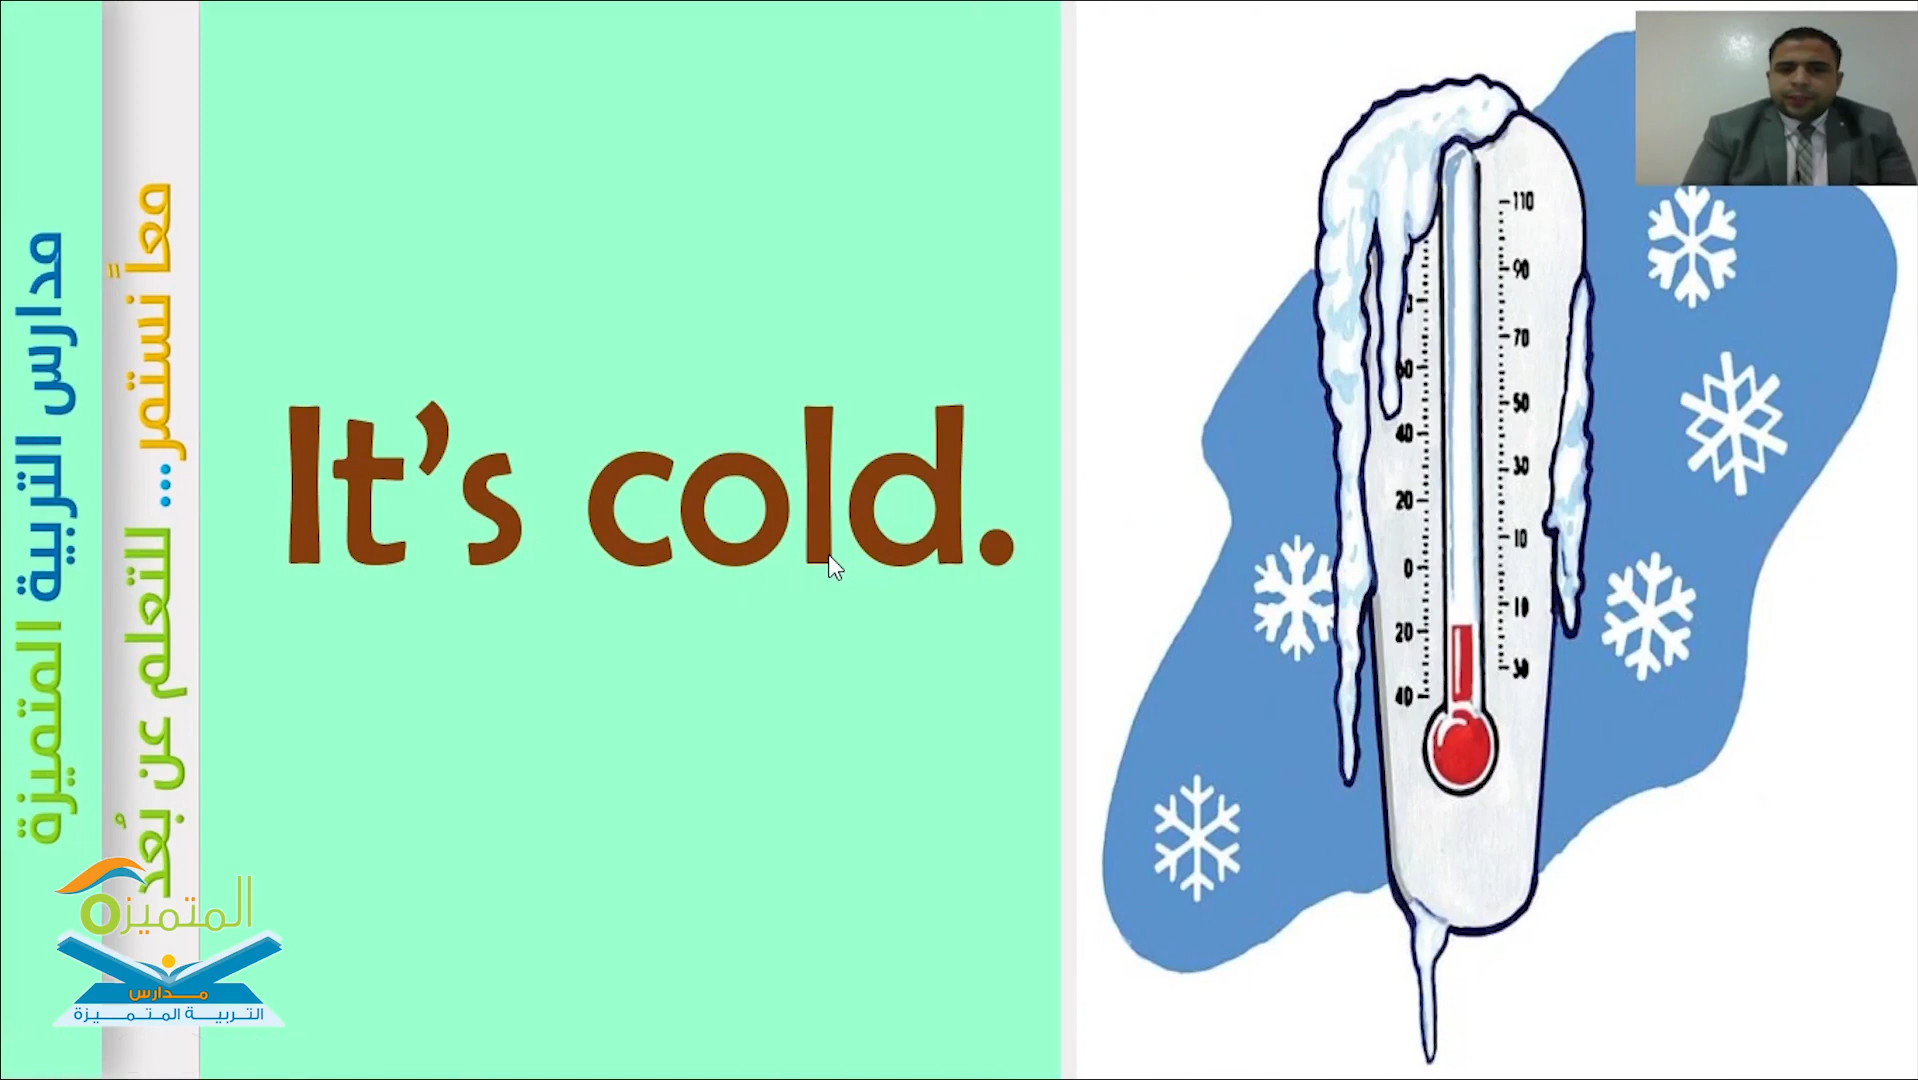 مدارس التربية المتميزة
معاً نستمر... للتعلم عن بُعد
It's cold.
110
90
70
50
30
10
10
30
60
40
20
0
20
40
المتميزة
مدارس
التربية المتميزة